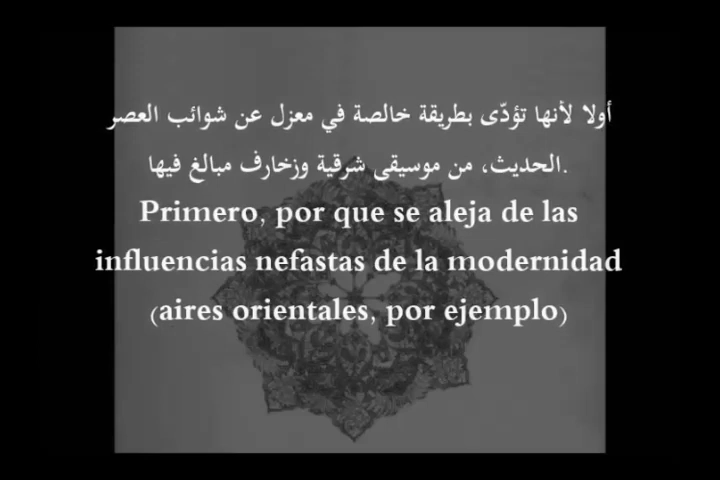 أولا لأنها تؤدّى بطريقة خالصة في معزل عن شوائب العصر
الحديث، من موسيقى شرقية وزخارف مبالغ فيها.
Primero, por que se aleja de las
influencias nefastas de la modernidad
(aires orientales, por ejemplo)